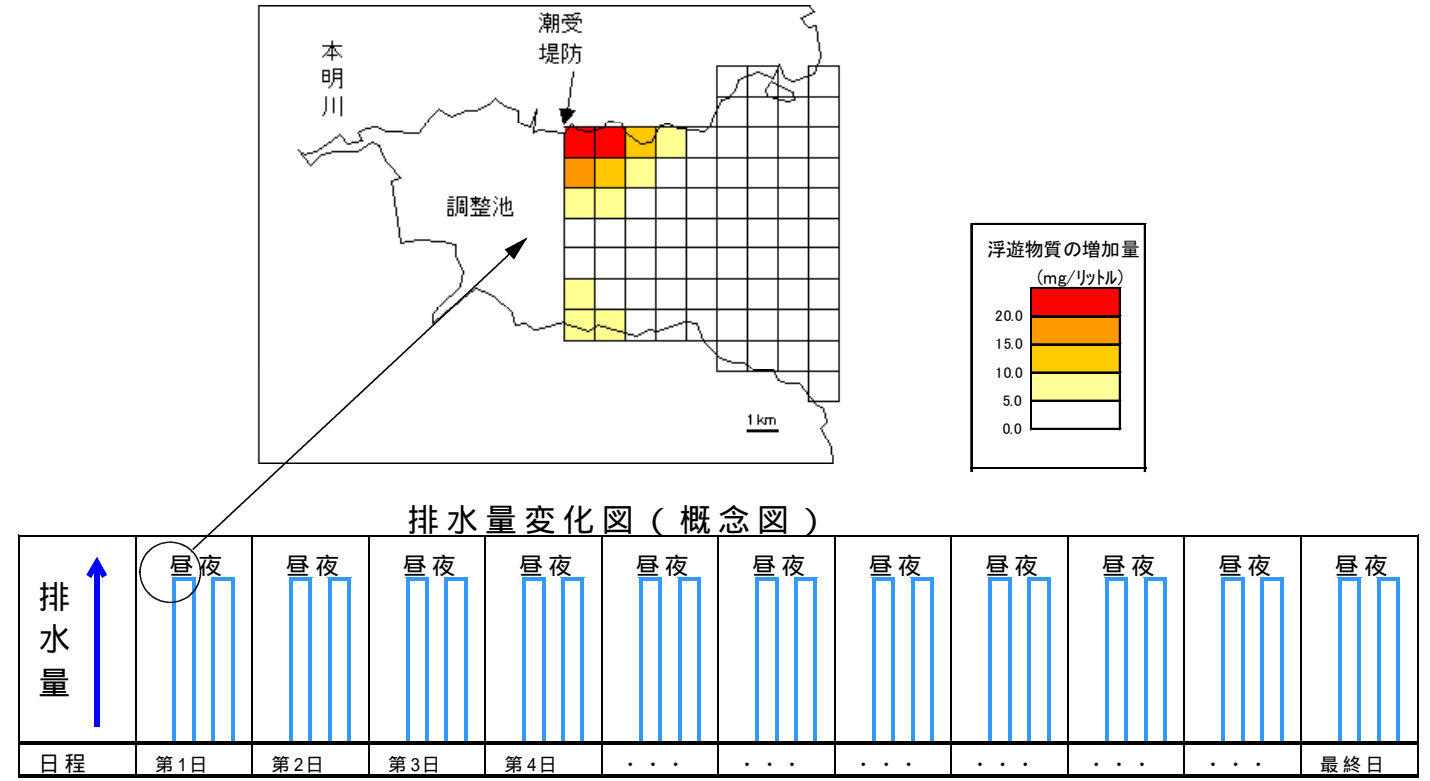 本明川
潮受
堤防
調整池
1km
浮遊物質の増加量
(mg/リットル)
20.0
15.0
10.0
5.0
0.0
排水量変化図(概念図)
排水量
昼夜 昼夜 昼夜 昼夜 昼夜 昼夜 昼夜 昼夜 昼夜 昼夜 昼夜
日程 第1日 第2日 第3日 第4日 ・・・ ・・・ ・・・ ・・・ ・・・ ・・・ 最終日